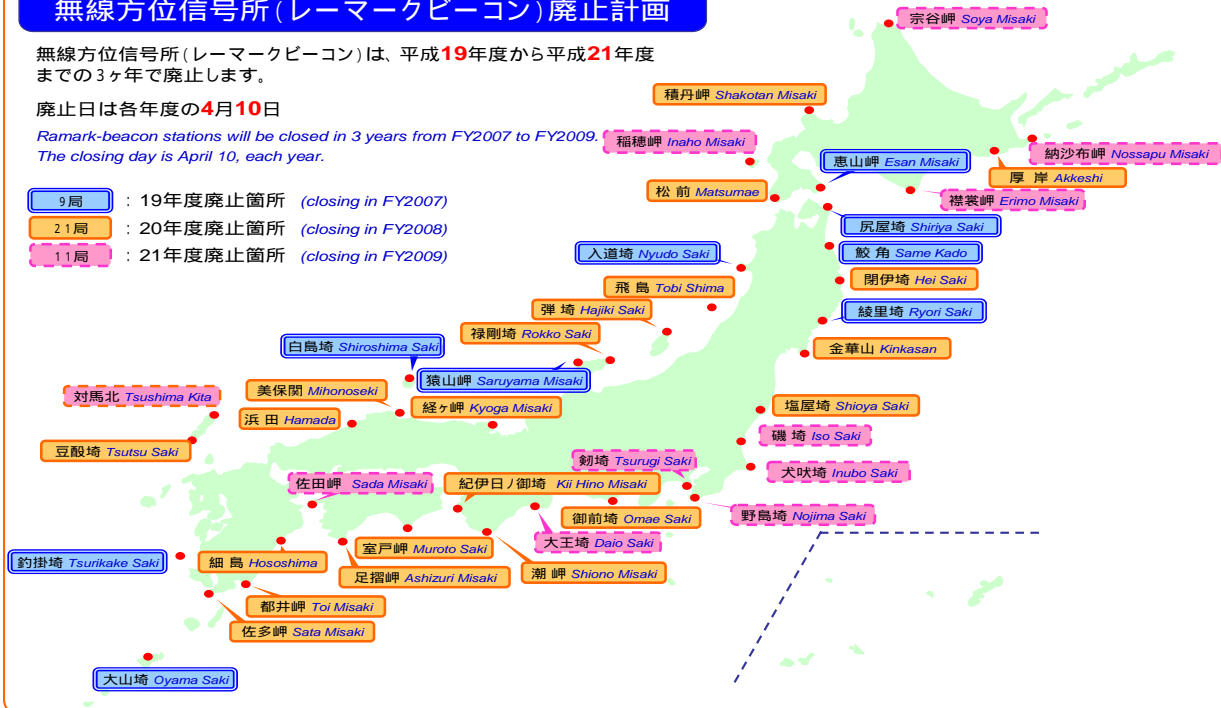 無線方位信号所(レーマークビーコン)廃止計画
無線方位信号所(レーマークビーコン)は、平成19年度から平成21年度
までの3ヶ年で廃止します。
廃止日は各年度の4月10日
Ramark-beacon stations will be closed in 3 years from FY2007 to FY2009.
The closing day is April 10, each year.
9局 : 19年度廃止箇所 (closing in FY2007)
21局 : 20年度廃止箇所 (closing in FY2008)
11局 : 21年度廃止箇所 (closing in FY2009)
宗谷岬 Soya Misaki
積丹岬 Shakotan Misaki
稲穂岬 Inaho Misaki
納沙布岬 Nossapu Misaki
恵山岬 Esan Misaki
厚岸 Akkeshi
松前 Matsumae
襟裳岬 Erimo Misaki
尻屋埼 Shiriya Saki
入道埼 Nyudo Saki
鮫角 Same Kado
閉伊埼 Hei Saki
飛島 Tobi Shima
弾埼 Hajiki Saki
綾里埼 Ryori Saki
禄剛埼 Rokko Saki
白島埼 Shiroshima Saki
金華山 Kinkasan
猿山岬 Saruyama Misaki
美保関 Mihonoseki
対馬北 Tsushima Kita
経ヶ岬 Kyoga Misaki
塩屋埼 Shioya Saki
浜田 Hamada
磯埼 Iso Saki
豆酘埼 Tsutsu Saki
剱埼 Tsurugi Saki
犬吠埼 Inubo Saki
佐田岬 Sada Misaki
紀伊日ノ御埼 Kii Hino Misaki
御前埼 Omae Saki
野島埼 Nojima Saki
大王埼 Daio Saki
室戸岬 Muroto Saki
釣掛埼 Tsurikake Saki
細島 Hososhima
足摺岬 Ashizuri Misaki
潮岬 Shiono Misaki
都井岬 Toi Misaki
佐多岬 Sata Misaki
大山埼 Oyama Saki